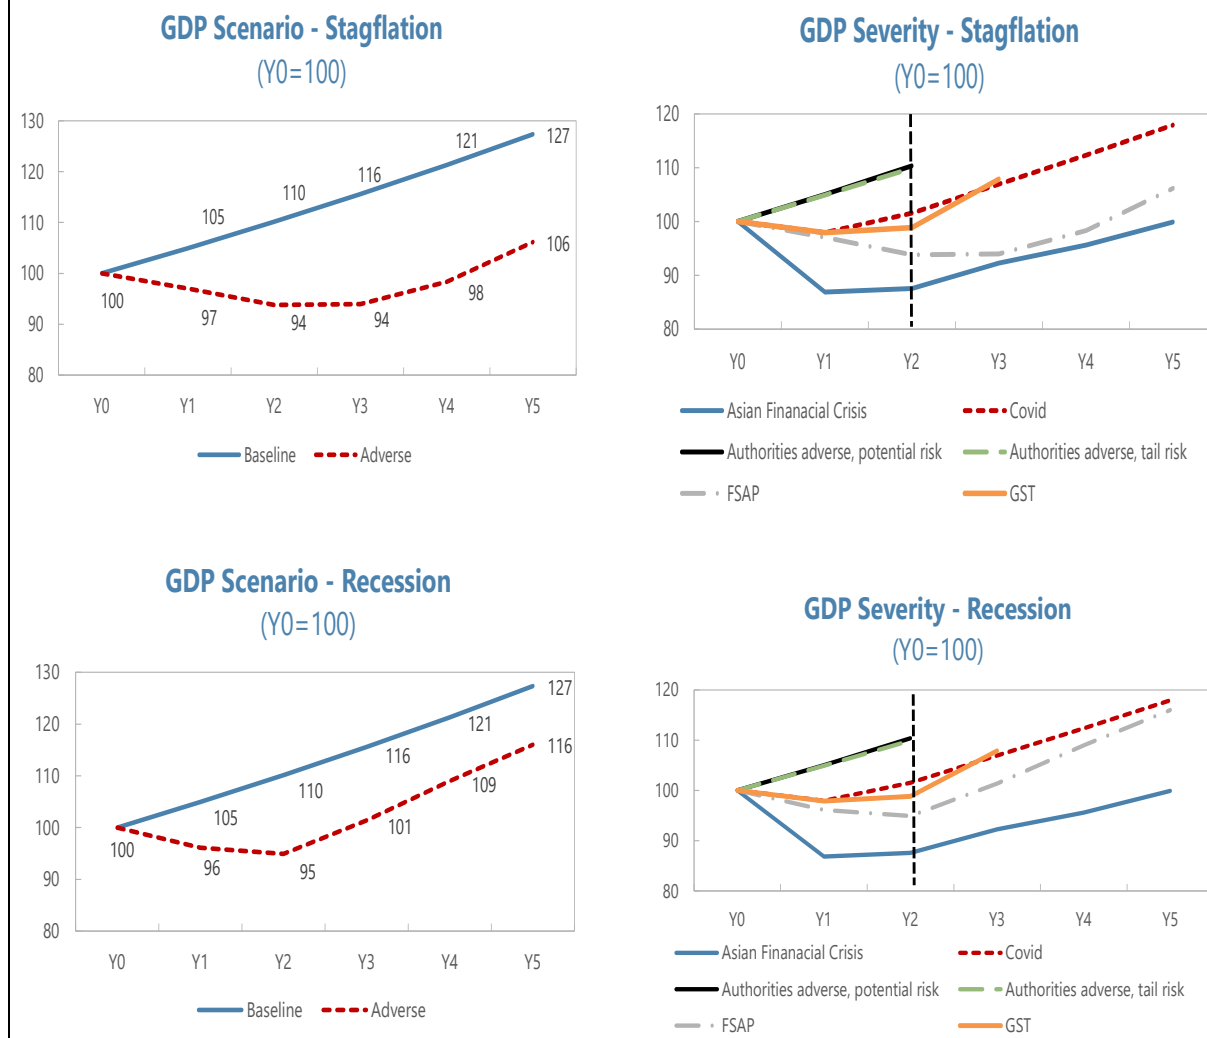 GDP Scenario - Stagflation
(Y0=100)
130
120
110
100
90
80
127
121
116
110
105
100
97
94
94
98
106
Y0 Y1 Y2 Y3 Y4 Y5
Baseline Adverse
GDP Severity - Stagflation
(Y0=100)
120
110
100
90
80
Y0 Y1 Y2 Y3 Y4 Y5
Asian Finanacial Crisis Covid
Authorities adverse, potential risk Authorities adverse, tail risk
FSAP GST
GDP Scenario - Recession
(Y0=100)
130
120
110
100
90
80
127
121
116
110
105
100
96
95
101
109
116
Y0 Y1 Y2 Y3 Y4 Y5
Baseline Adverse
GDP Severity - Recession
(Y0=100)
120
110
100
90
80
Y0 Y1 Y2 Y3 Y4 Y5
Asian Finanacial Crisis Covid
Authorities adverse, potential risk Authorities adverse, tail risk
FSAP GST